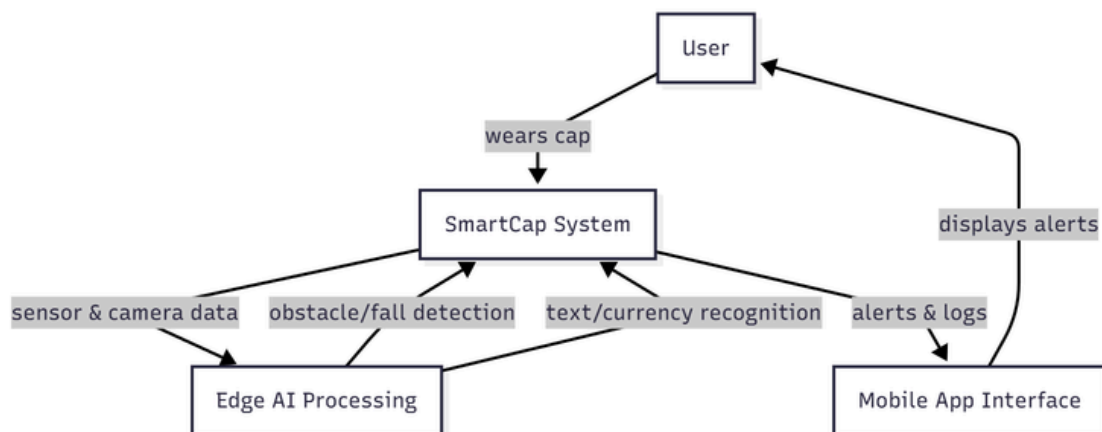 User
wears cap
SmartCap System
displays alerts
sensor & camera data
obstacle/fall detection
text/currency recognition
alerts & logs
Edge AI Processing
Mobile App Interface